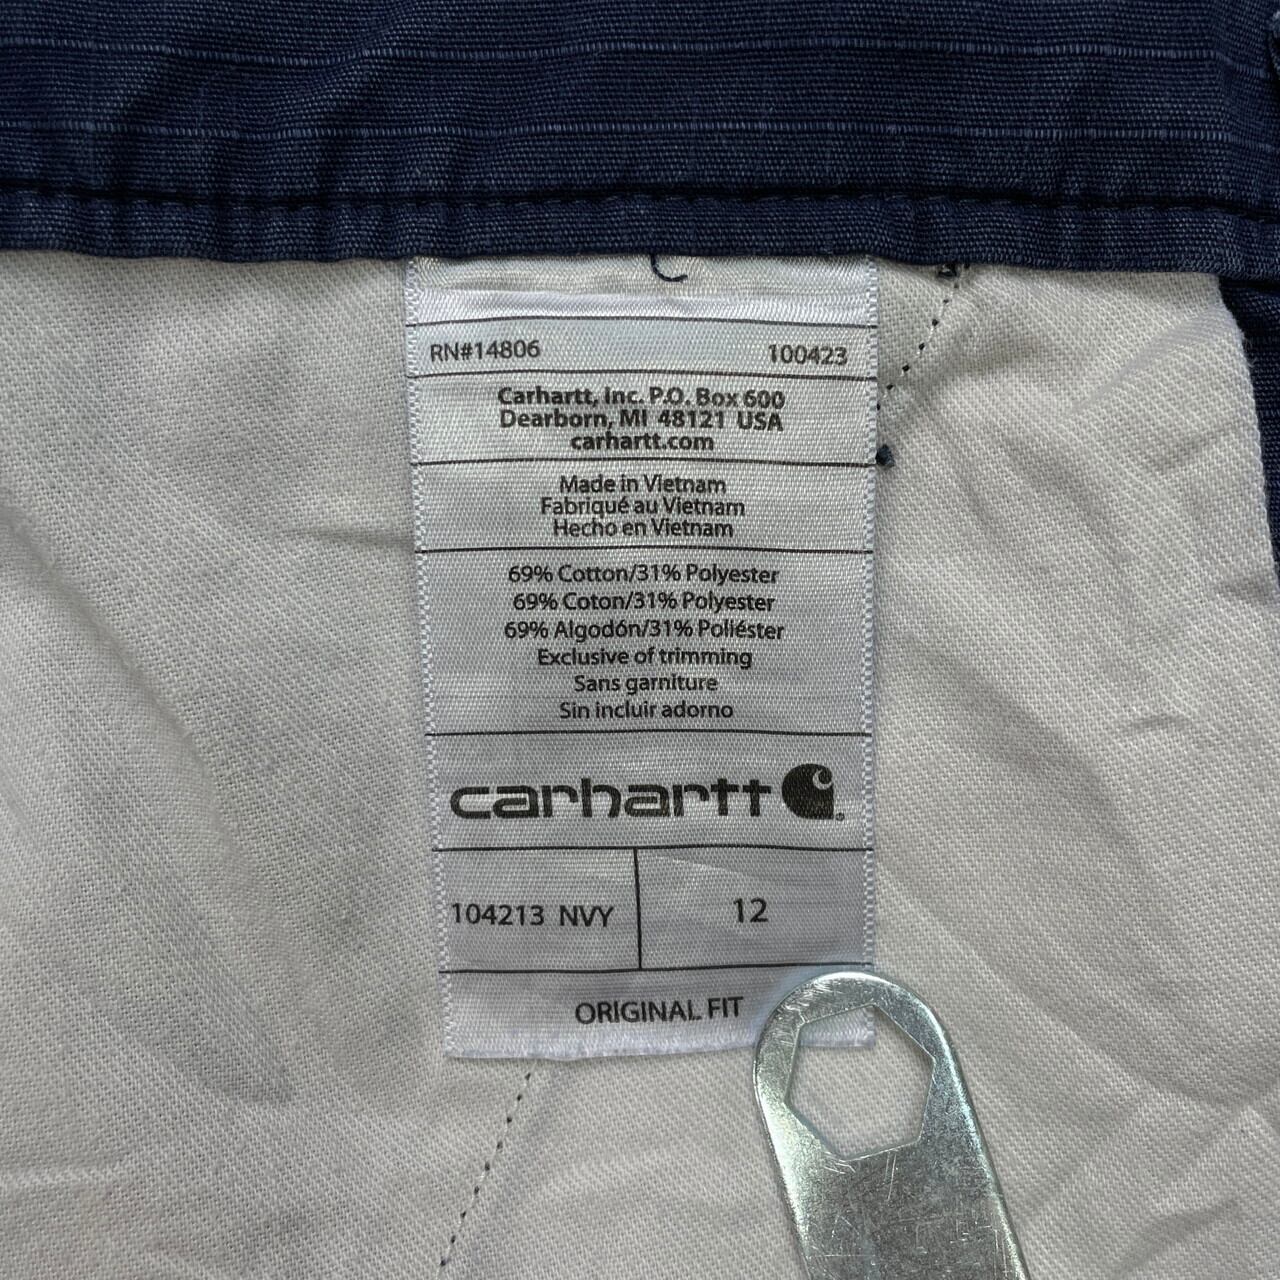 RN#14806 100423
Carhartt, Inc. P.O. Box 600
Dearborn, MI 48121 USA
carhartt.com
Made in Vietnam
Fabriqué au Vietnam
Hecho en Vietnam
69% Cotton/31% Polyester
69% Coton/31% Polyester
69% Algodón/31% Poliéster
Exclusive of trimming
Sans garniture
Sin incluir adorno
carhartt
104213 NVY 12
ORIGINAL FIT